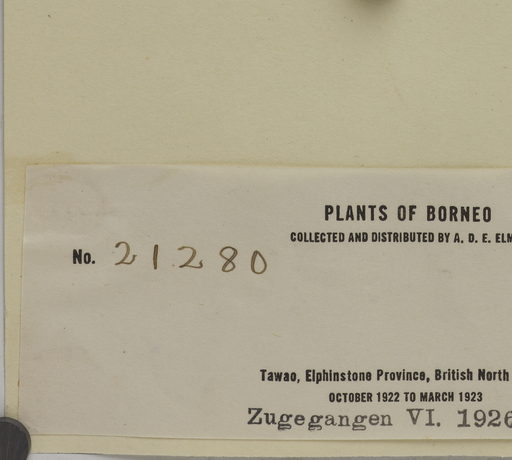 PLANTS OF BORNEO
COLLECTED AND DISTRIBUTED BY A. D. E.
No. 21280
Tawao, Elphinstone Province, British North
OCTOBER 1922 TO MARCH 1923
Zugegangen VI. 1926